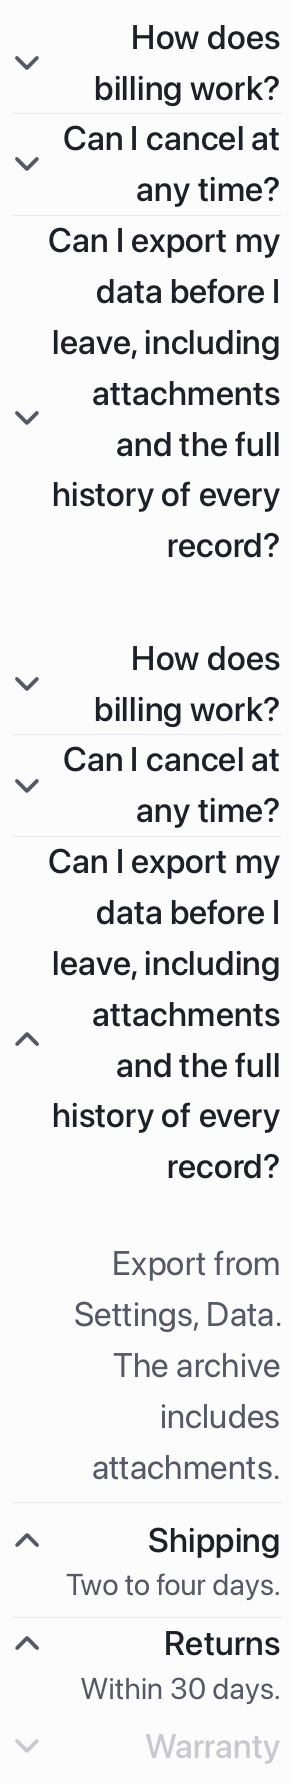 How does
billing work?
Can I cancel at
any time?
Can I export my
data before I
leave, including
attachments
and the full
history of every
record?
How does
billing work?
Can I cancel at
any time?
Can I export my
data before I
leave, including
attachments
and the full
history of every
record?
Export from
Settings, Data.
The archive
includes
attachments.
Shipping
Two to four days.
Returns
Within 30 days.
Warranty